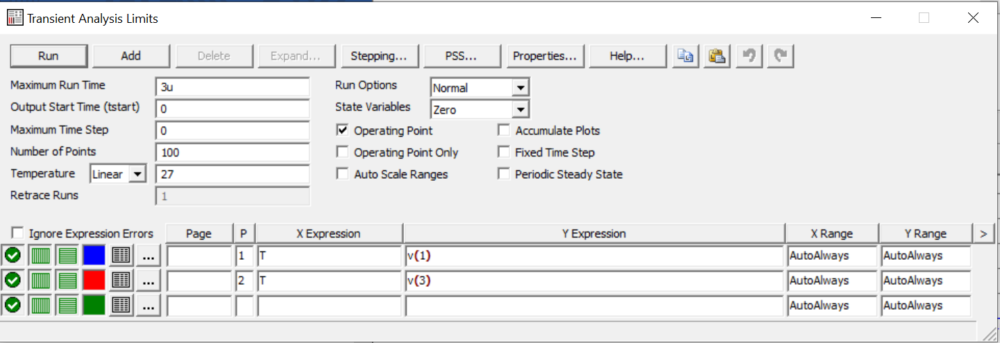 Transient Analysis Limits
Run Add Delete Expand... Stepping... PSS... Properties... Help...
Maximum Run Time 3u Run Options Normal
Output Start Time (tstart) 0 State Variables Zero
Maximum Time Step 0 Operating Point Accumulate Plots
Number of Points 100 Operating Point Only Fixed Time Step
Temperature Linear 27 Auto Scale Ranges Periodic Steady State
Retrace Runs 1
Ignore Expression Errors Page P X Expression Y Expression X Range Y Range >
... 1 T v(1) AutoAlways AutoAlways
... 2 T v(3) AutoAlways AutoAlways
... AutoAlways AutoAlways